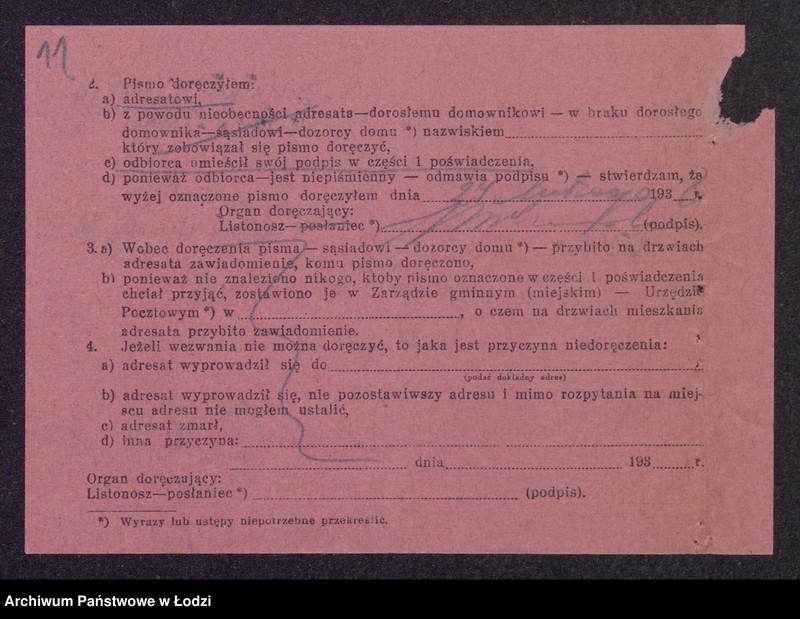 11
2. Pismo doręczyłem:
a) adresatowi,
b) z powodu nieobecności adresata—dorosłemu domownikowi — w braku dorosłego
domownika—sąsiadowi—dozorcy domu *) nazwiskiem
który zobowiązał się pismo doręczyć,
c) odbiorca umieścił swój podpis w części 1 poświadczenia,
d) ponieważ odbiorca—jest niepiśmienny — odmawia podpisu *) — stwierdzam, że
wyżej oznaczone pismo doręczyłem dnia 24 lutego 193 r.
Organ doręczający:
Listonosz—posłaniec *) (podpis).
3. a) Wobec doręczenia pisma — sąsiadowi — dozorcy domu *) — przybito na drzwiach
adresata zawiadomienie, komu pismo doręczono,
b) ponieważ nie znaleziono nikogo, ktoby pismo oznaczone w części 1 poświadczenia
chciał przyjąć, zostawiono je w Zarządzie gminnym (miejskim) — Urzędzie
Pocztowym *) w , o czem na drzwiach mieszkania
adresata przybito zawiadomienie.
4. Jeżeli wezwania nie można doręczyć, to jaka jest przyczyna niedoręczenia:
a) adresat wyprowadził się do
(podać dokładny adres)
b) adresat wyprowadził się, nie pozostawiwszy adresu i mimo rozpytania na miej-
scu adresu nie mogłem ustalić,
c) adresat zmarł,
d) inna przyczyna:
dnia 193 r.
Organ doręczający:
Listonosz—posłaniec *) (podpis).
*) Wyrazy lub ustępy niepotrzebne przekreślić.
Archiwum Państwowe w Łodzi